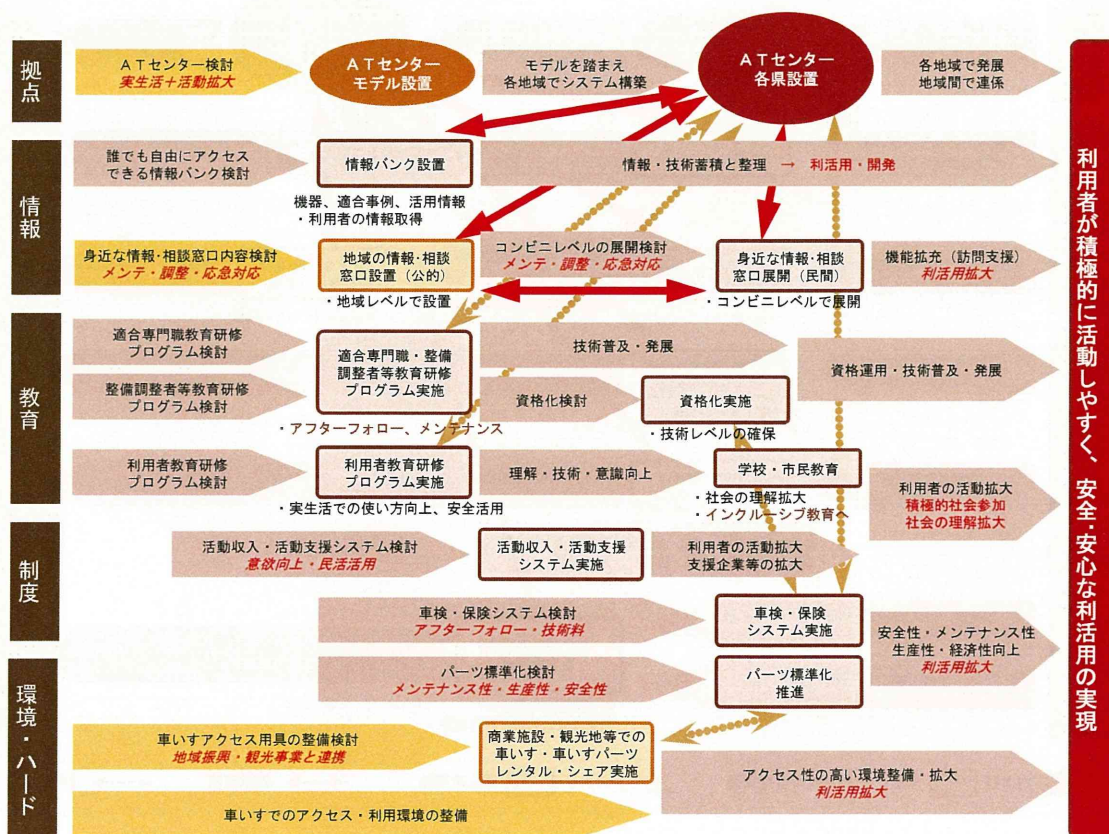 拠点
ATセンター検討
実生活+活動拡大
ATセンター
モデル設置
モデルを踏まえ
各地域でシステム構築
ATセンター
各県設置
各地域で発展
地域間で連係
情報
誰でも自由にアクセス
できる情報バンク検討
情報バンク設置
機器、適合事例、活用情報
・利用者の情報取得
情報・技術蓄積と整理 → 利活用・開発
身近な情報・相談窓口内容検討
メンテ・調整・応急対応
地域の情報・相談
窓口設置(公的)
・地域レベルで設置
コンビニレベルの展開検討
メンテ・調整・応急対応
身近な情報・相談
窓口展開(民間)
・コンビニレベルで展開
機能拡充(訪問支援)
利活用拡大
教育
適合専門職教育研修
プログラム検討
整備調整者等教育研修
プログラム検討
適合専門職・整備
調整者等教育研修
プログラム実施
・アフターフォロー、メンテナンス
技術普及・発展
資格化検討
資格化実施
・技術レベルの確保
資格運用・技術普及・発展
利用者教育研修
プログラム検討
利用者教育研修
プログラム実施
・実生活での使い方向上、安全活用
理解・技術・意識向上
学校・市民教育
・社会の理解拡大
・インクルーシブ教育へ
利用者の活動拡大
積極的社会参加
社会の理解拡大
制度
活動収入・活動支援システム検討
意欲向上・民活活用
活動収入・活動支援
システム実施
利用者の活動拡大
支援企業等の拡大
車検・保険システム検討
アフターフォロー・技術料
車検・保険
システム実施
安全性・メンテナンス性
生産性・経済性向上
利活用拡大
環境・ハード
パーツ標準化検討
メンテナンス性・生産性・安全性
パーツ標準化
推進
車いすアクセス用具の整備検討
地域振興・観光事業と連携
商業施設・観光地等での
車いす・車いすパーツ
レンタル・シェア実施
アクセス性の高い環境整備・拡大
利活用拡大
車いすでのアクセス・利用環境の整備
利用者が積極的に活動しやすく、安全・安心な利活用の実現